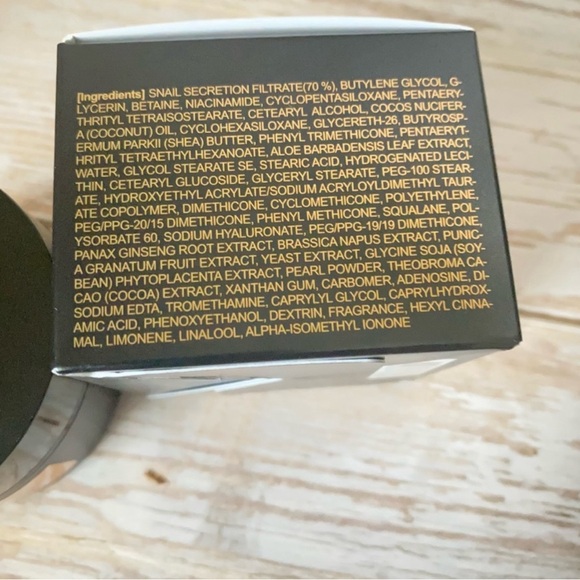 [Ingredients] SNAIL SECRETION FILTRATE(70 %), BUTYLENE GLYCOL, G-
LYCERIN, BETAINE, NIACINAMIDE, CYCLOPENTASILOXANE, PENTAERY-
THRITYL TETRAISOSTEARATE, CETEARYL ALCOHOL, COCOS NUCIFER-
A (COCONUT) OIL, CYCLOHEXASILOXANE, GLYCERETH-26, BUTYROSP-
ERMUM PARKII (SHEA) BUTTER, PHENYL TRIMETHICONE, PENTAERYT-
HRITYL TETRAETHYLHEXANOATE, ALOE BARBADENSIS LEAF EXTRACT,
WATER, GLYCOL STEARATE SE, STEARIC ACID, HYDROGENATED LECI-
THIN, CETEARYL GLUCOSIDE, GLYCERYL STEARATE, PEG-100 STEAR-
ATE, HYDROXYETHYL ACRYLATE/SODIUM ACRYLOYLDIMETHYL TAUR-
ATE COPOLYMER, DIMETHICONE, CYCLOMETHICONE, POLYETHYLENE,
PEG/PPG-20/15 DIMETHICONE, PHENYL METHICONE, SQUALANE, POL-
YSORBATE 60, SODIUM HYALURONATE, PEG/PPG-19/19 DIMETHICONE,
PANAX GINSENG ROOT EXTRACT, BRASSICA NAPUS EXTRACT, PUNIC-
A GRANATUM FRUIT EXTRACT, YEAST EXTRACT, GLYCINE SOJA (SOY-
BEAN) PHYTOPLACENTA EXTRACT, PEARL POWDER, THEOBROMA CA-
CAO (COCOA) EXTRACT, XANTHAN GUM, CARBOMER, ADENOSINE, DI-
SODIUM EDTA, TROMETHAMINE, CAPRYLYL GLYCOL, CAPRYLHYDROX-
AMIC ACID, PHENOXYETHANOL, DEXTRIN, FRAGRANCE, HEXYL CINNA-
MAL, LIMONENE, LINALOOL, ALPHA-ISOMETHYL IONONE